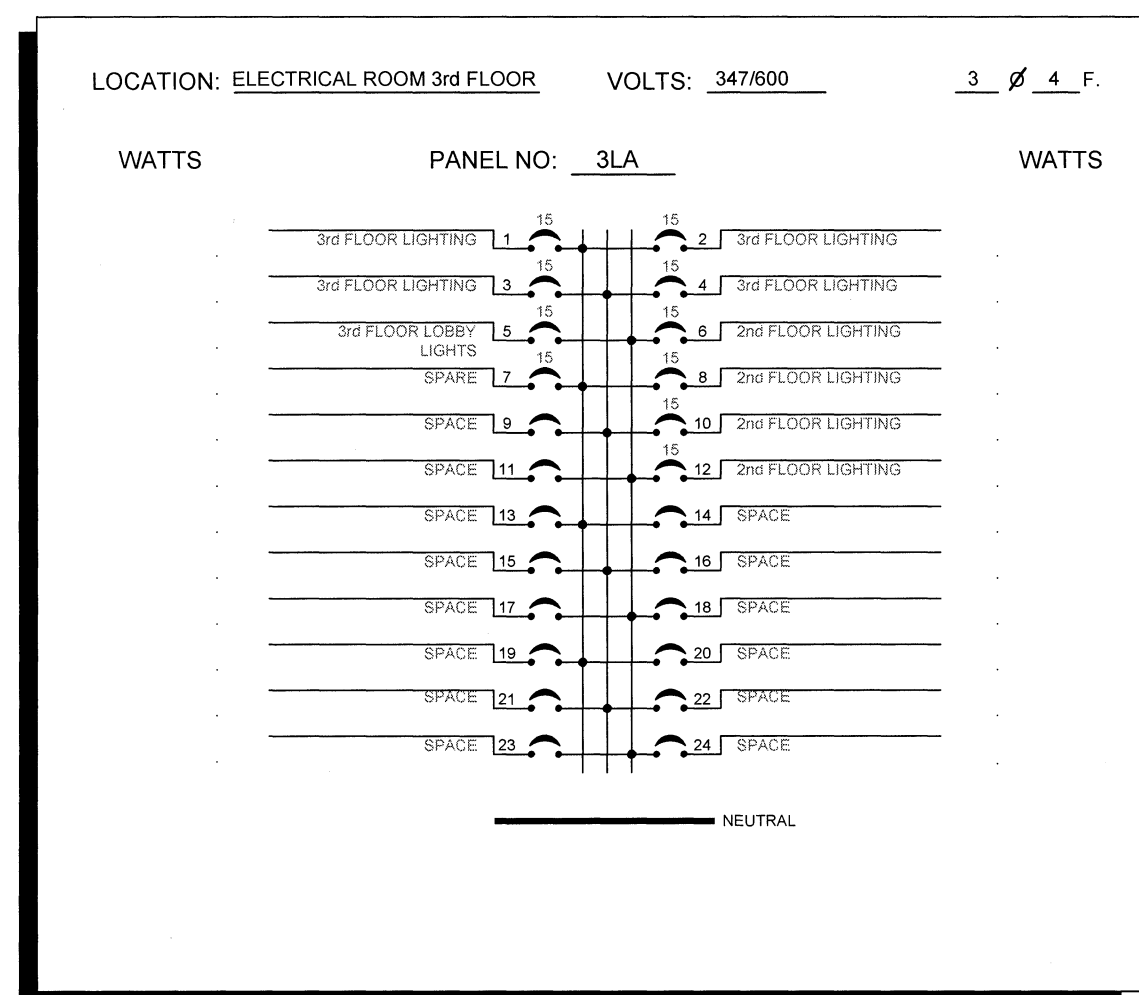 LOCATION: ELECTRICAL ROOM 3rd FLOOR VOLTS: 347/600 3 Ø 4 F.
WATTS PANEL NO: 3LA WATTS
15 15
3rd FLOOR LIGHTING 1 2 3rd FLOOR LIGHTING
15 15
3rd FLOOR LIGHTING 3 4 3rd FLOOR LIGHTING
15 15
3rd FLOOR LOBBY 5 6 2nd FLOOR LIGHTING
LIGHTS
15 15
SPARE 7 8 2nd FLOOR LIGHTING
15
SPACE 9 10 2nd FLOOR LIGHTING
15
SPACE 11 12 2nd FLOOR LIGHTING
SPACE 13 14 SPACE
SPACE 15 16 SPACE
SPACE 17 18 SPACE
SPACE 19 20 SPACE
SPACE 21 22 SPACE
SPACE 23 24 SPACE
NEUTRAL